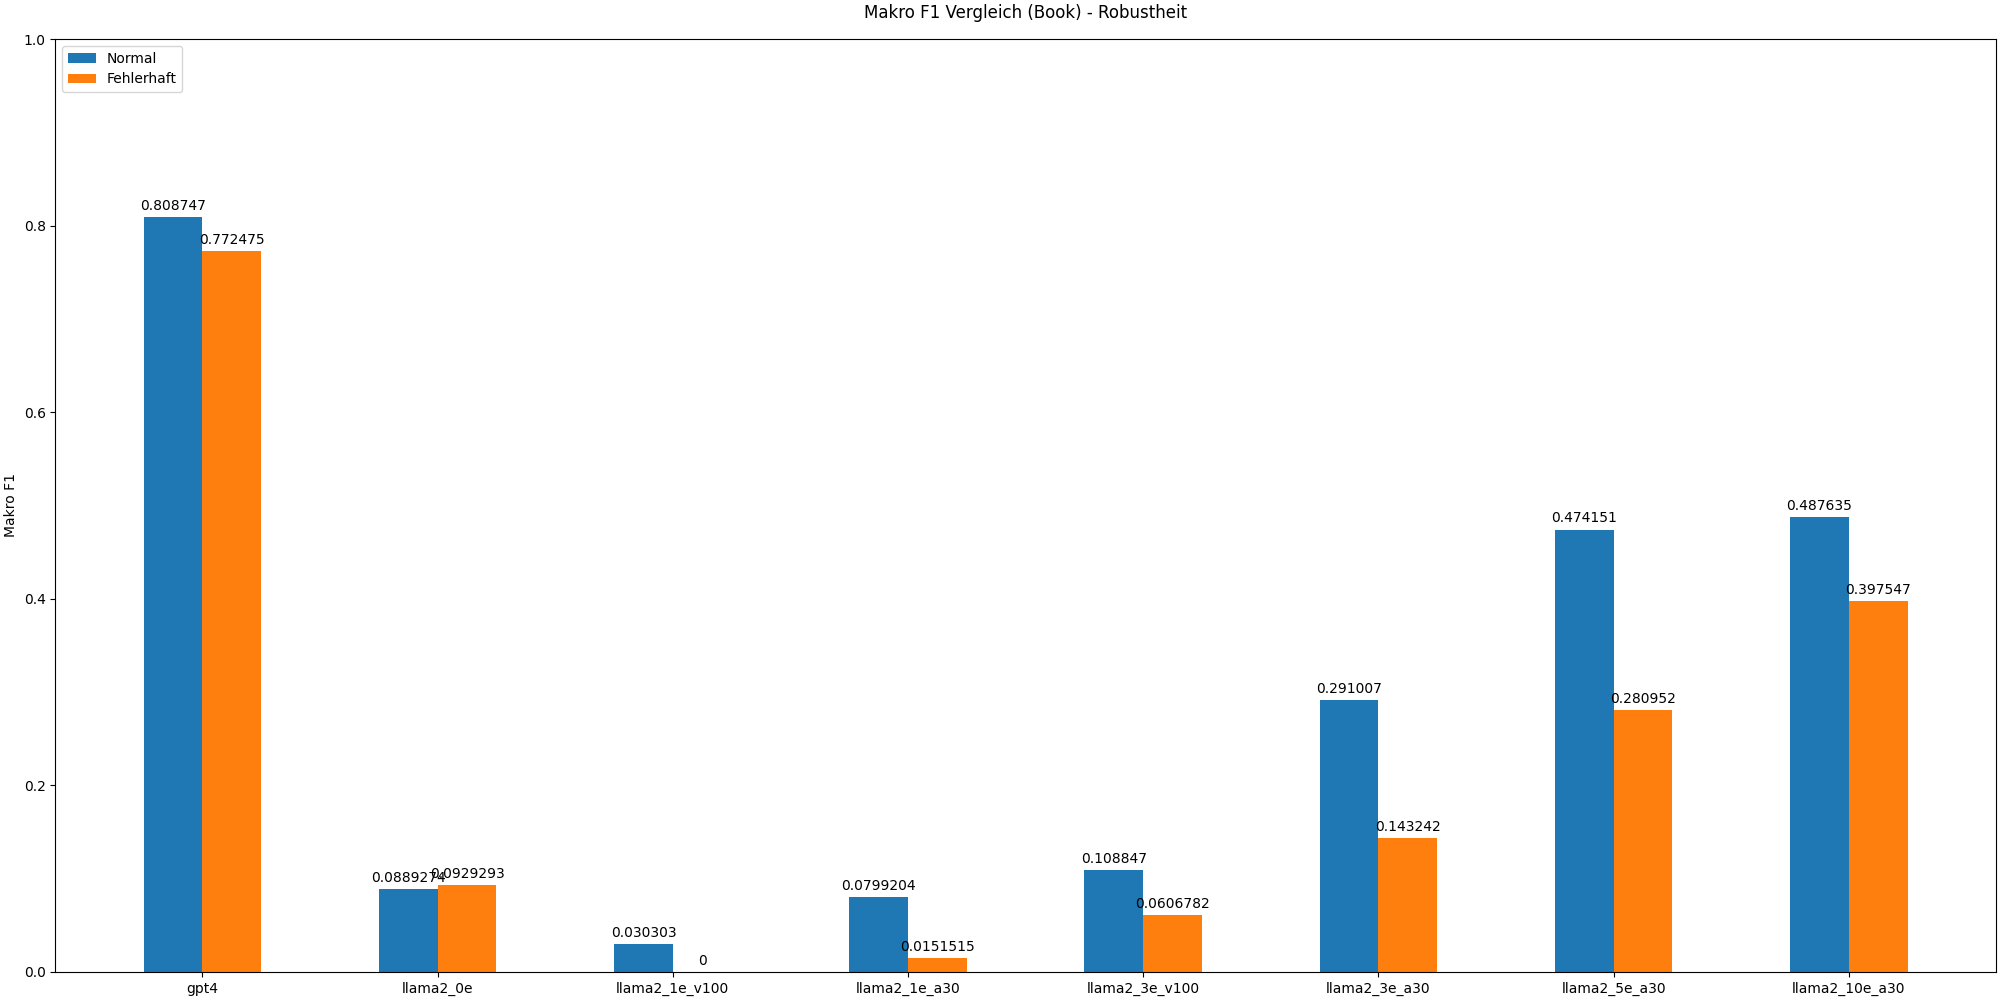 Makro F1 Vergleich (Book) - Robustheit
Normal
Fehlerhaft
Makro F1
1.0
0.8
0.6
0.4
0.2
0.0
0.808747
0.772475
0.0889274
0.0929293
0.030303
0
0.0799204
0.0151515
0.108847
0.0606782
0.291007
0.143242
0.474151
0.280952
0.487635
0.397547
gpt4
llama2_0e
llama2_1e_v100
llama2_1e_a30
llama2_3e_v100
llama2_3e_a30
llama2_5e_a30
llama2_10e_a30